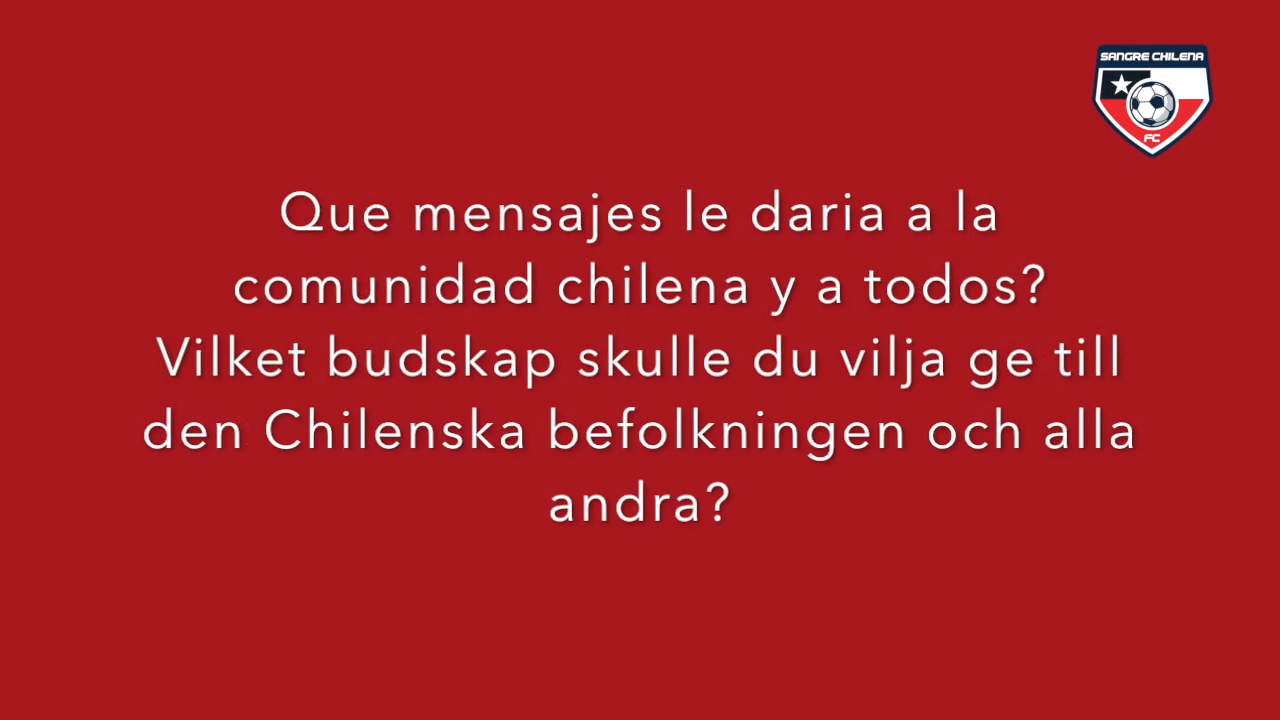 SANGRE CHILENA
FC
Que mensajes le daria a la
comunidad chilena y a todos?
Vilket budskap skulle du vilja ge till
den Chilenska befolkningen och alla
andra?